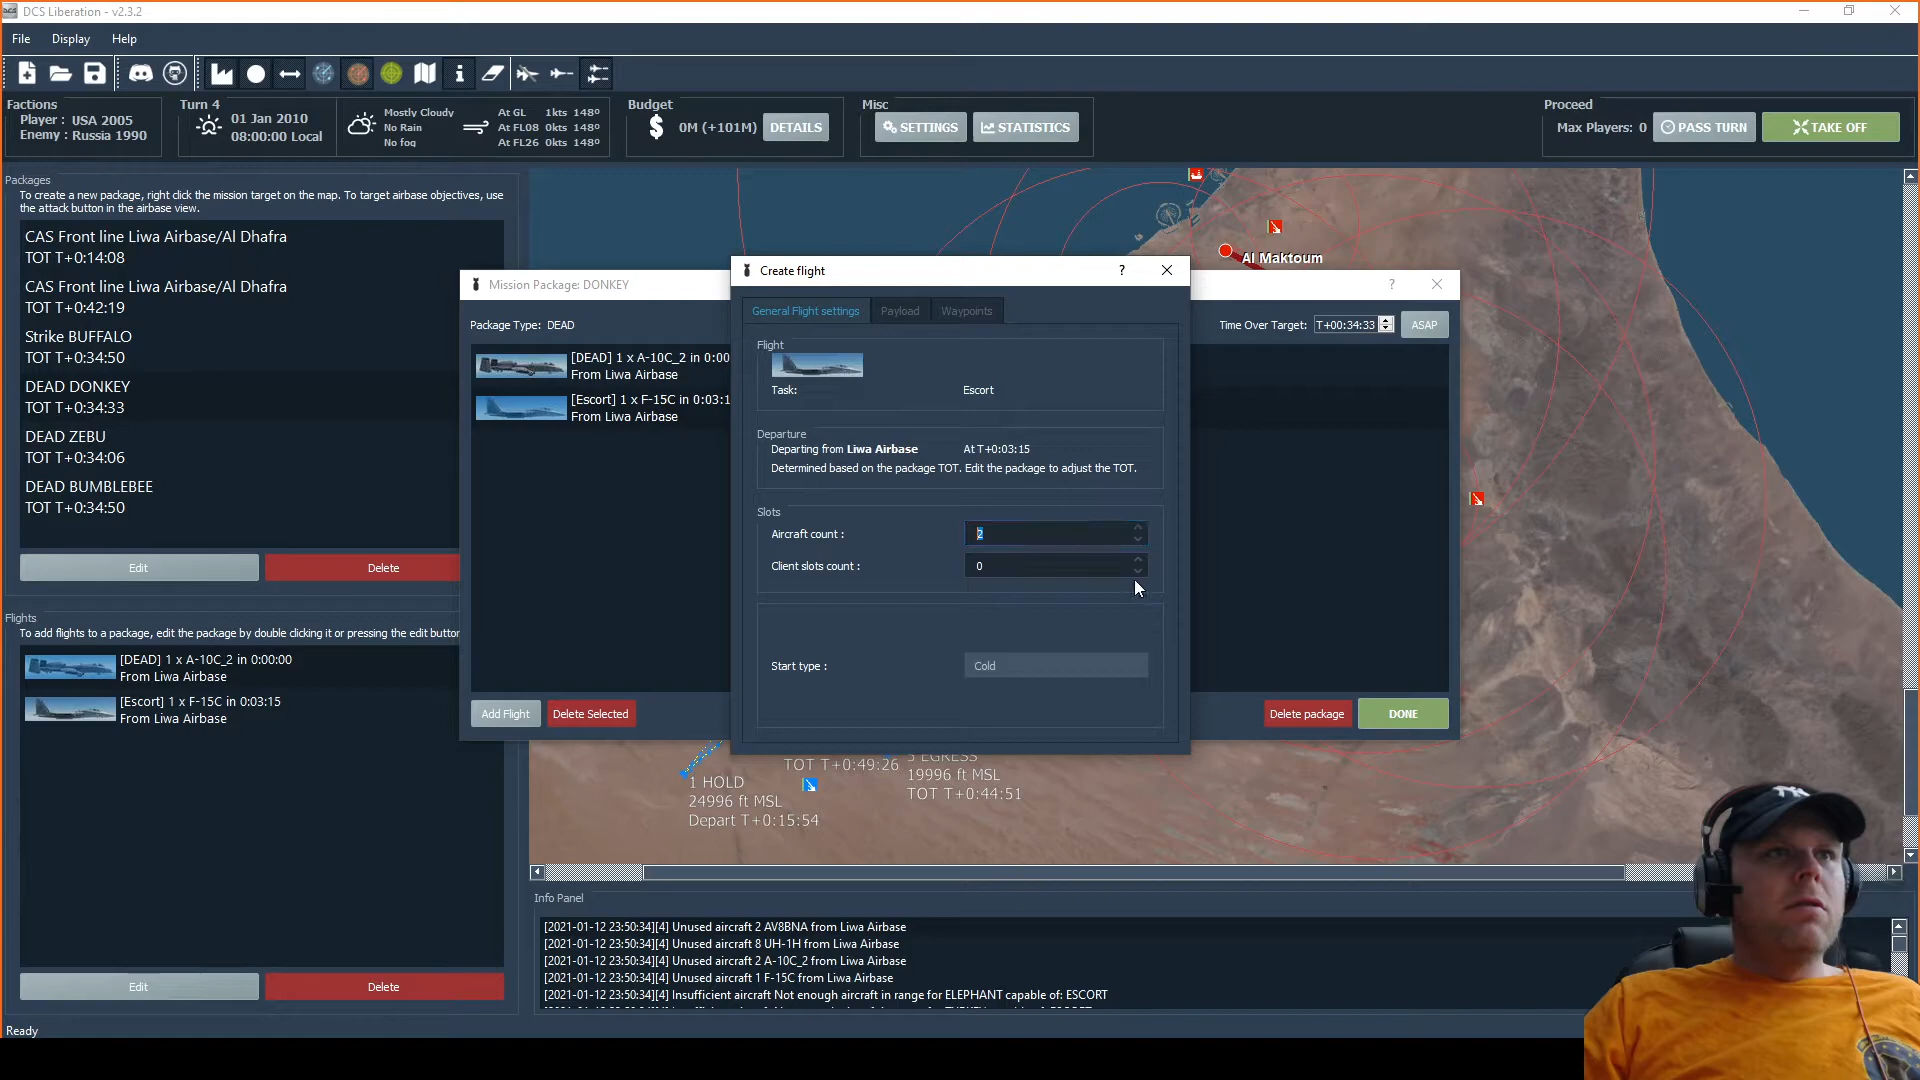 DCS Liberation - v2.3.2
File Display Help
Factions
Player : USA 2005
Enemy : Russia 1990
Turn 4
01 Jan 2010
08:00:00 Local
Mostly Cloudy
No Rain
No fog
At GL 1kts 148º
At FL08 0kts 148º
At FL26 0kts 148º
Budget
$ 0M (+101M) DETAILS
Misc
SETTINGS STATISTICS
Proceed
Max Players: 0 PASS TURN TAKE OFF
Packages
To create a new package, right click the mission target on the map. To target airbase objectives, use
the attack button in the airbase view.
CAS Front line Liwa Airbase/Al Dhafra
TOT T+0:14:08
CAS Front line Liwa Airbase/Al Dhafra
TOT T+0:42:19
Strike BUFFALO
TOT T+0:34:50
DEAD DONKEY
TOT T+0:34:33
DEAD ZEBU
TOT T+0:34:06
DEAD BUMBLEBEE
TOT T+0:34:50
Edit Delete
Flights
To add flights to a package, edit the package by double clicking it or pressing the edit button
[DEAD] 1 x A-10C_2 in 0:00:00
From Liwa Airbase
[Escort] 1 x F-15C in 0:03:15
From Liwa Airbase
Edit Delete
Ready
Al Maktoum
Mission Package: DONKEY
? 
Package Type: DEAD
Time Over Target: T+00:34:33 ASAP
[DEAD] 1 x A-10C_2 in 0:00
From Liwa Airbase
[Escort] 1 x F-15C in 0:03:1
From Liwa Airbase
Add Flight Delete Selected
Delete package DONE
Create flight
?
General Flight settings Payload Waypoints
Flight
Task: Escort
Departure
Departing from Liwa Airbase At T+0:03:15
Determined based on the package TOT. Edit the package to adjust the TOT.
Slots
Aircraft count : 2
Client slots count : 0
Start type : Cold
1 HOLD
24996 ft MSL
Depart T+0:15:54
TOT T+0:49:26
5 EGRESS
19996 ft MSL
TOT T+0:44:51
Info Panel
[2021-01-12 23:50:34][4] Unused aircraft 2 AV8BNA from Liwa Airbase
[2021-01-12 23:50:34][4] Unused aircraft 8 UH-1H from Liwa Airbase
[2021-01-12 23:50:34][4] Unused aircraft 2 A-10C_2 from Liwa Airbase
[2021-01-12 23:50:34][4] Unused aircraft 1 F-15C from Liwa Airbase
[2021-01-12 23:50:34][4] Insufficient aircraft Not enough aircraft in range for ELEPHANT capable of: ESCORT